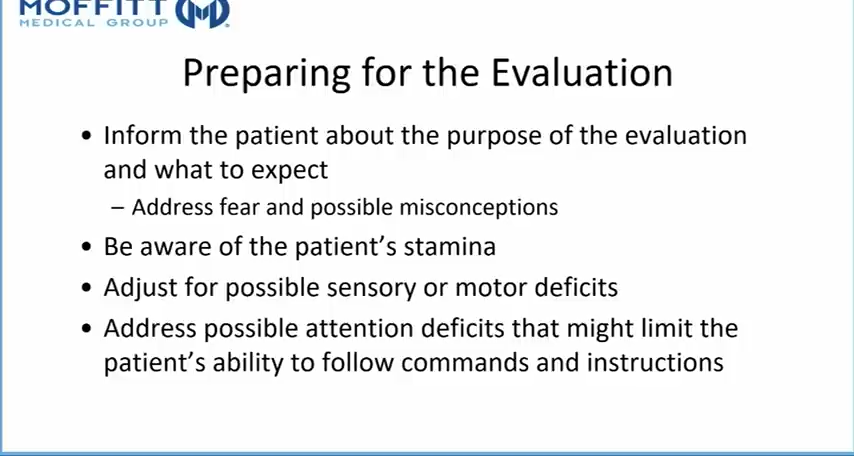 MOFFITT
MEDICAL GROUP
Preparing for the Evaluation
• Inform the patient about the purpose of the evaluation
and what to expect
– Address fear and possible misconceptions
• Be aware of the patient's stamina
• Adjust for possible sensory or motor deficits
• Address possible attention deficits that might limit the
patient's ability to follow commands and instructions